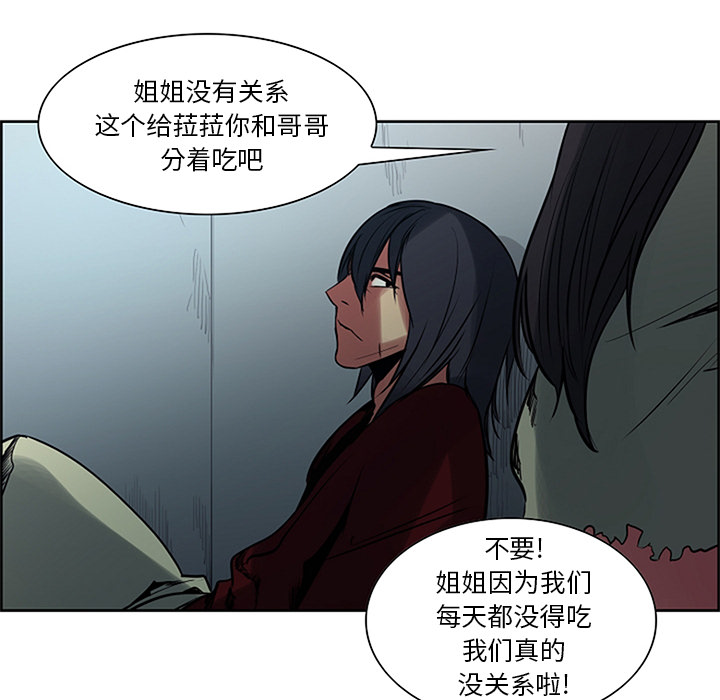 姐姐没有关系
这个给菈菈你和哥哥
分着吃吧
不要!
姐姐因为我们
每天都没得吃
我们真的
没关系啦!